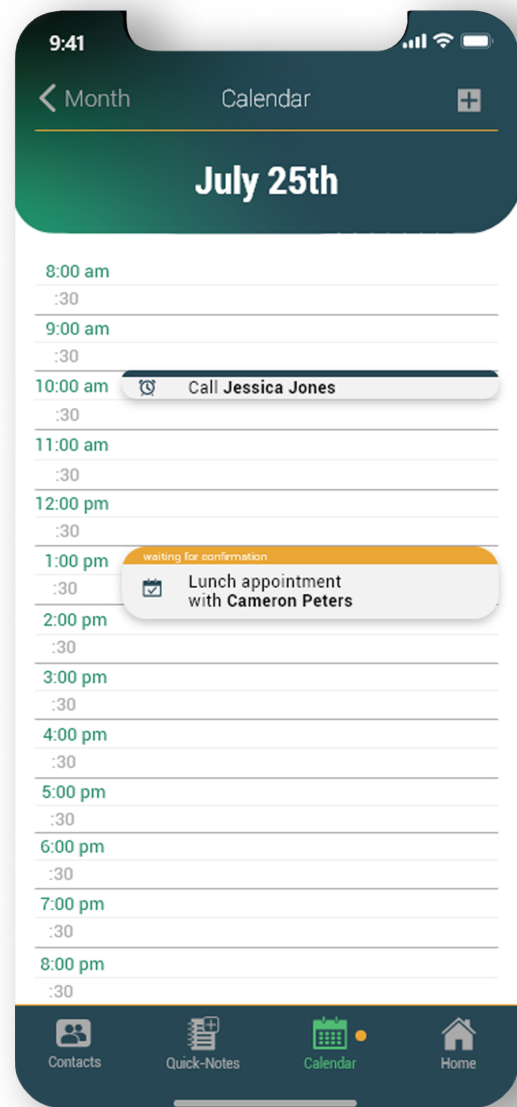 9:41
Month
Calendar
July 25th
8:00 am
:30
9:00 am
:30
10:00 am
Call Jessica Jones
:30
11:00 am
:30
12:00 pm
:30
1:00 pm
waiting for confirmation
Lunch appointment
:30
with Cameron Peters
2:00 pm
:30
3:00 pm
:30
4:00 pm
:30
5:00 pm
:30
6:00 pm
:30
7:00 pm
:30
8:00 pm
:30
Contacts
Quick-Notes
Calendar
Home